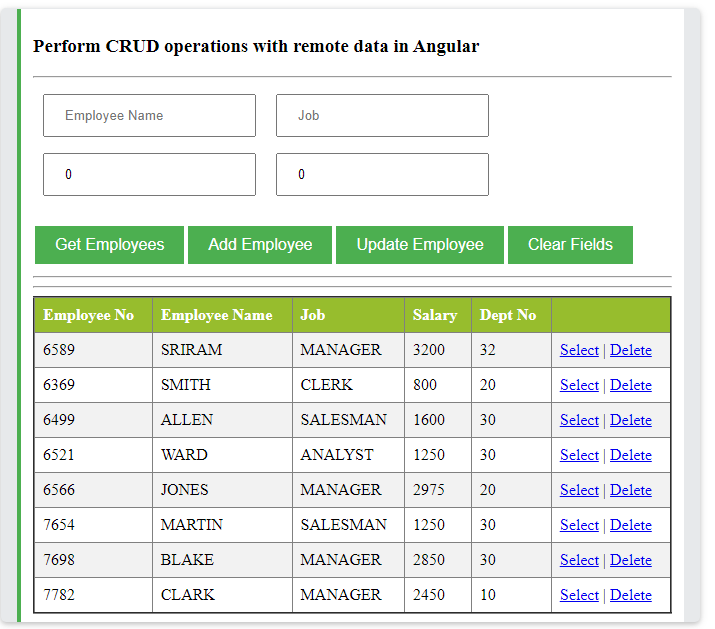 Perform CRUD operations with remote data in Angular
Employee Name Job
0 0
Get Employees Add Employee Update Employee Clear Fields
Employee No Employee Name Job Salary Dept No
6589 SRIRAM MANAGER 3200 32 Select | Delete
6369 SMITH CLERK 800 20 Select | Delete
6499 ALLEN SALESMAN 1600 30 Select | Delete
6521 WARD ANALYST 1250 30 Select | Delete
6566 JONES MANAGER 2975 20 Select | Delete
7654 MARTIN SALESMAN 1250 30 Select | Delete
7698 BLAKE MANAGER 2850 30 Select | Delete
7782 CLARK MANAGER 2450 10 Select | Delete